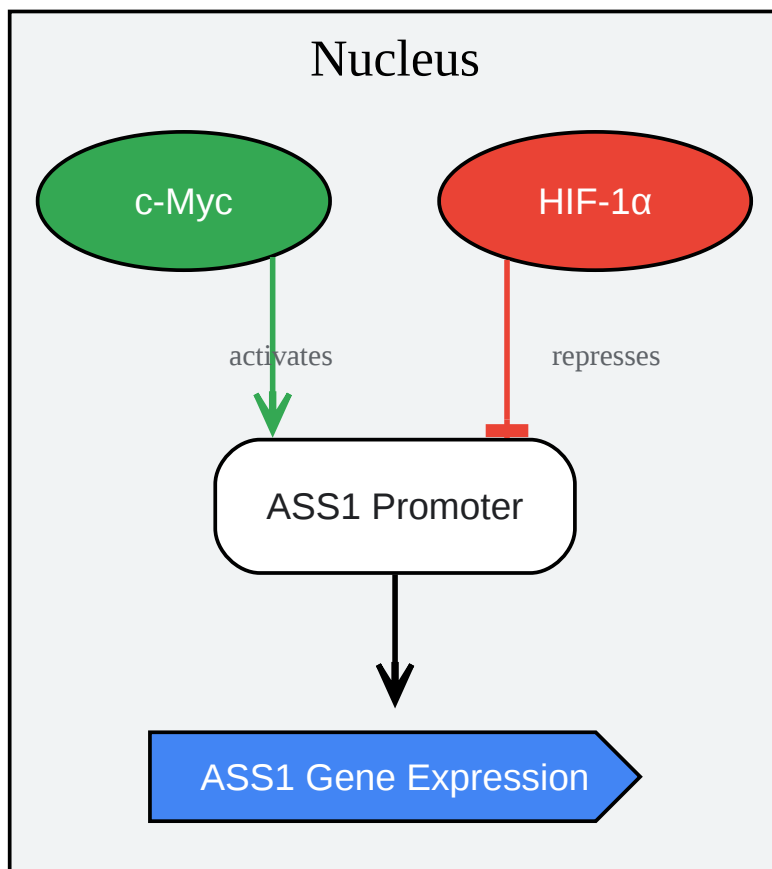 Nucleus
c-Myc
HIF-1α
activates
represses
ASS1 Promoter
ASS1 Gene Expression